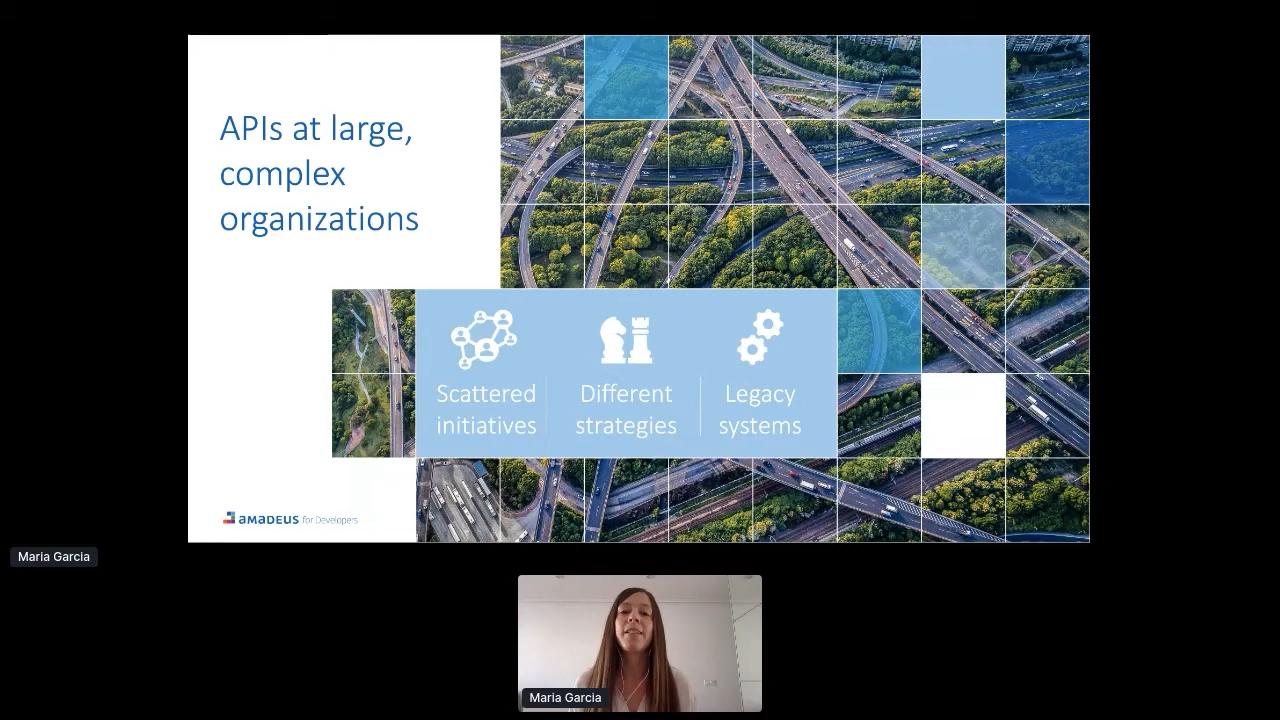 APIs at large,
complex
organizations
Scattered
initiatives
Different
strategies
Legacy
systems
amadeus for Developers
Maria Garcia
Maria Garcia